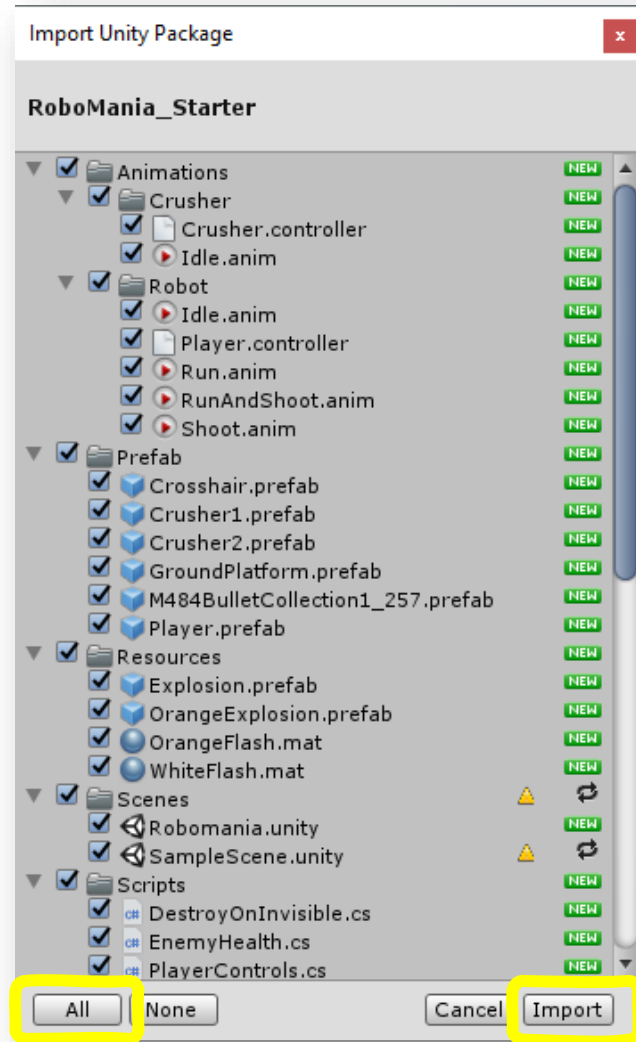 Import Unity Package
x
RoboMania_Starter
Animations NEW
Crusher NEW
Crusher.controller NEW
Idle.anim NEW
Robot NEW
Idle.anim NEW
Player.controller NEW
Run.anim NEW
RunAndShoot.anim NEW
Shoot.anim NEW
Prefab NEW
Crosshair.prefab NEW
Crusher1.prefab NEW
Crusher2.prefab NEW
GroundPlatform.prefab NEW
M484BulletCollection1_257.prefab NEW
Player.prefab NEW
Resources NEW
Explosion.prefab NEW
OrangeExplosion.prefab NEW
OrangeFlash.mat NEW
WhiteFlash.mat NEW
Scenes
Robomania.unity NEW
SampleScene.unity
Scripts NEW
c# DestroyOnInvisible.cs NEW
c# EnemyHealth.cs NEW
c# PlayerControls.cs NEW
All None Cancel Import